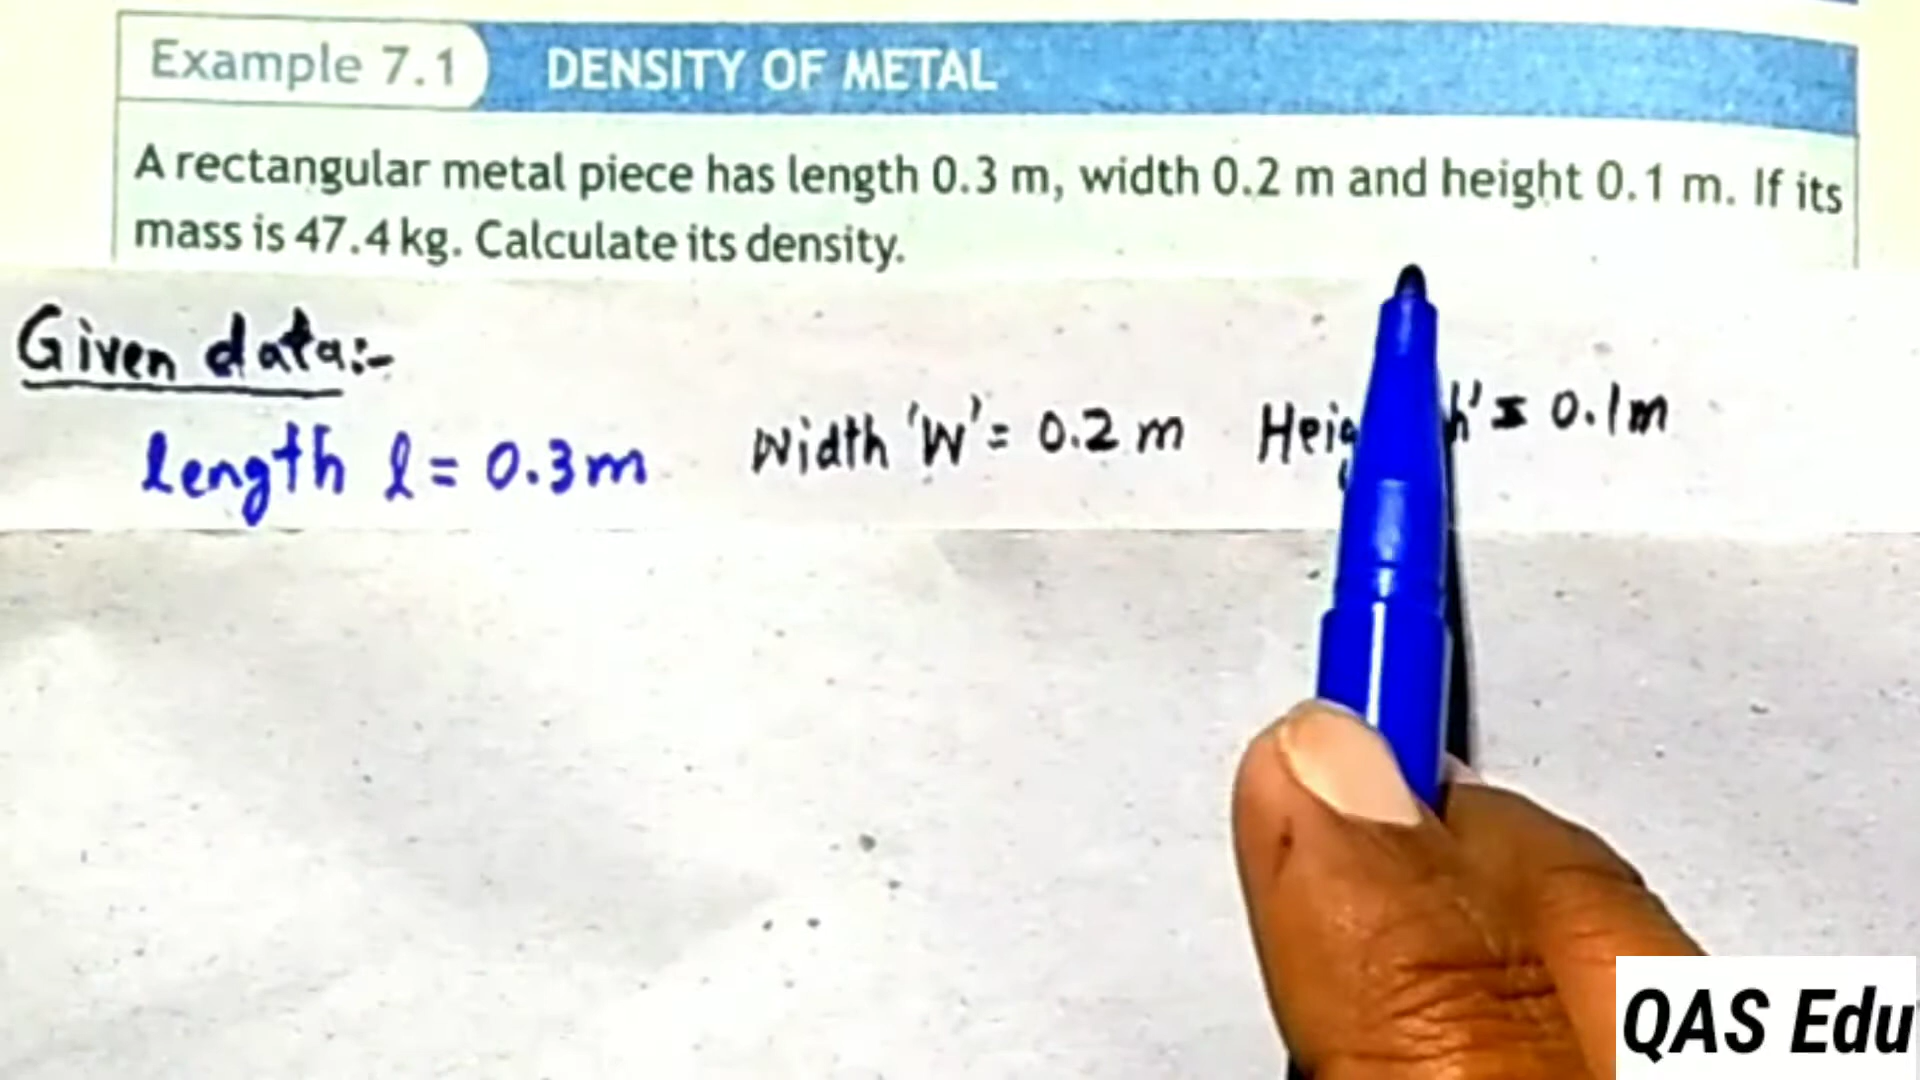 Example 7.1 DENSITY OF METAL
A rectangular metal piece has length 0.3 m, width 0.2 m and height 0.1 m. If its
mass is 47.4 kg. Calculate its density.
Given data:-
length l = 0.3m Width 'W' = 0.2 m h' = 0.1m
QAS Edu